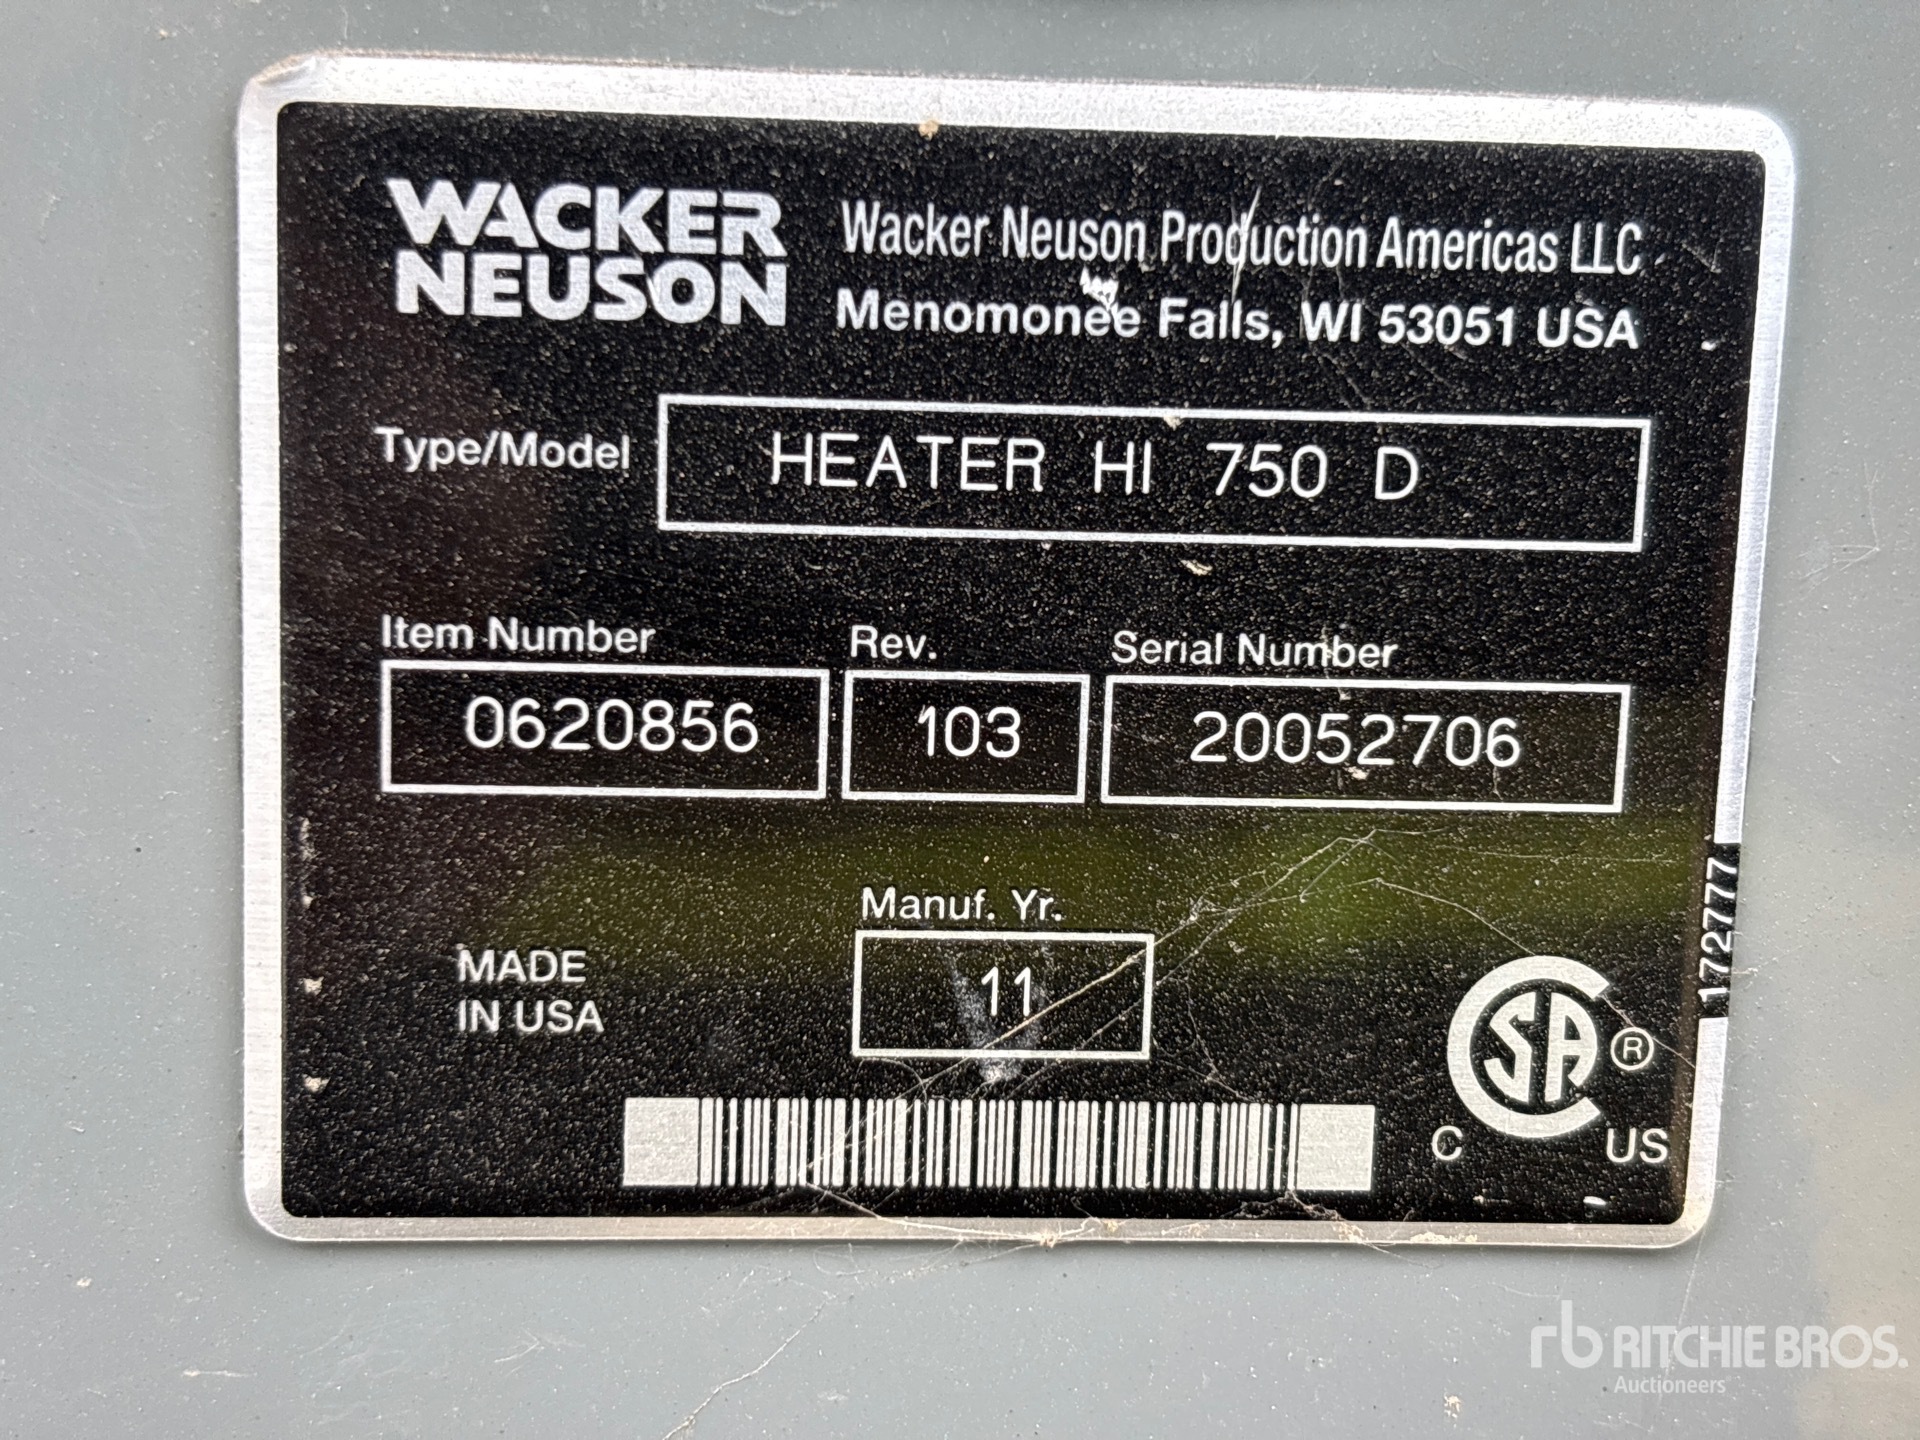 WACKER
NEUSON
Wacker Neuson Production Americas LLC
Menomonee Falls, WI 53051 USA
Type/Model
HEATER HI 750 D
Item Number
0620856
Rev.
103
Serial Number
20052706
Manuf. Yr.
11
MADE
IN USA
172777
SA ®
C US
rb RITCHIE BROS.
Auctioneers